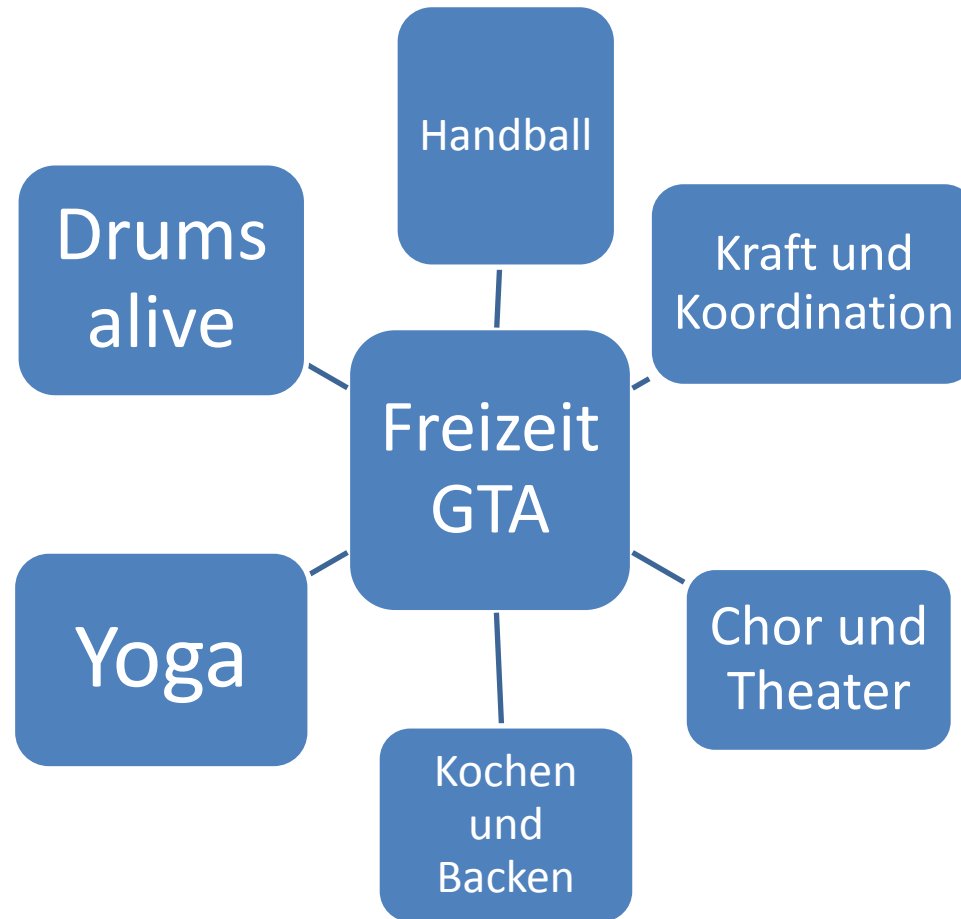 Handball
Drums
alive
Kraft und
Koordination
Freizeit
GTA
Yoga
Chor und
Theater
Kochen
und
Backen